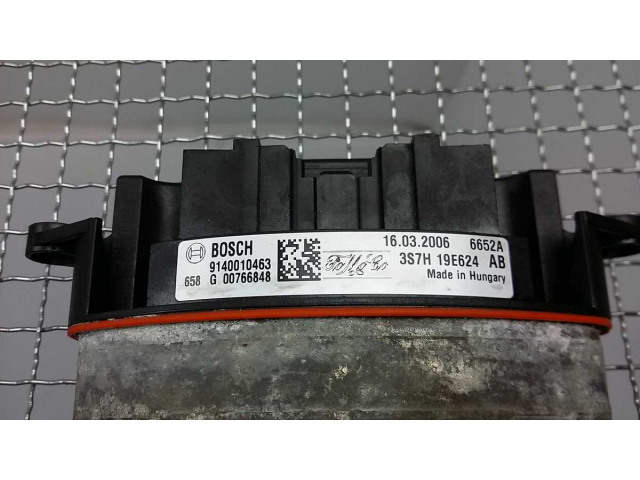 BOSCH
9140010463
658 G 00766848
16.03.2006 6652A
3S7H 19E624 AB
Made in Hungary